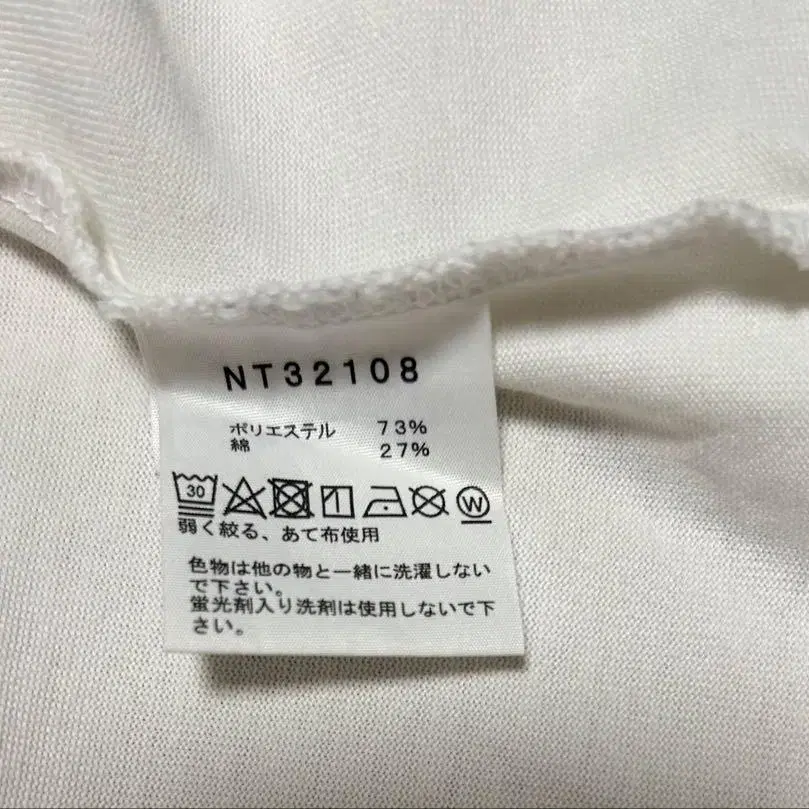 NT32108
ポリエステル 73%
綿 27%
30 W
弱く絞る、あて布使用
色物は他の物と一緒に洗濯しない
で下さい。
蛍光剤入り洗剤は使用しないで下
さい。